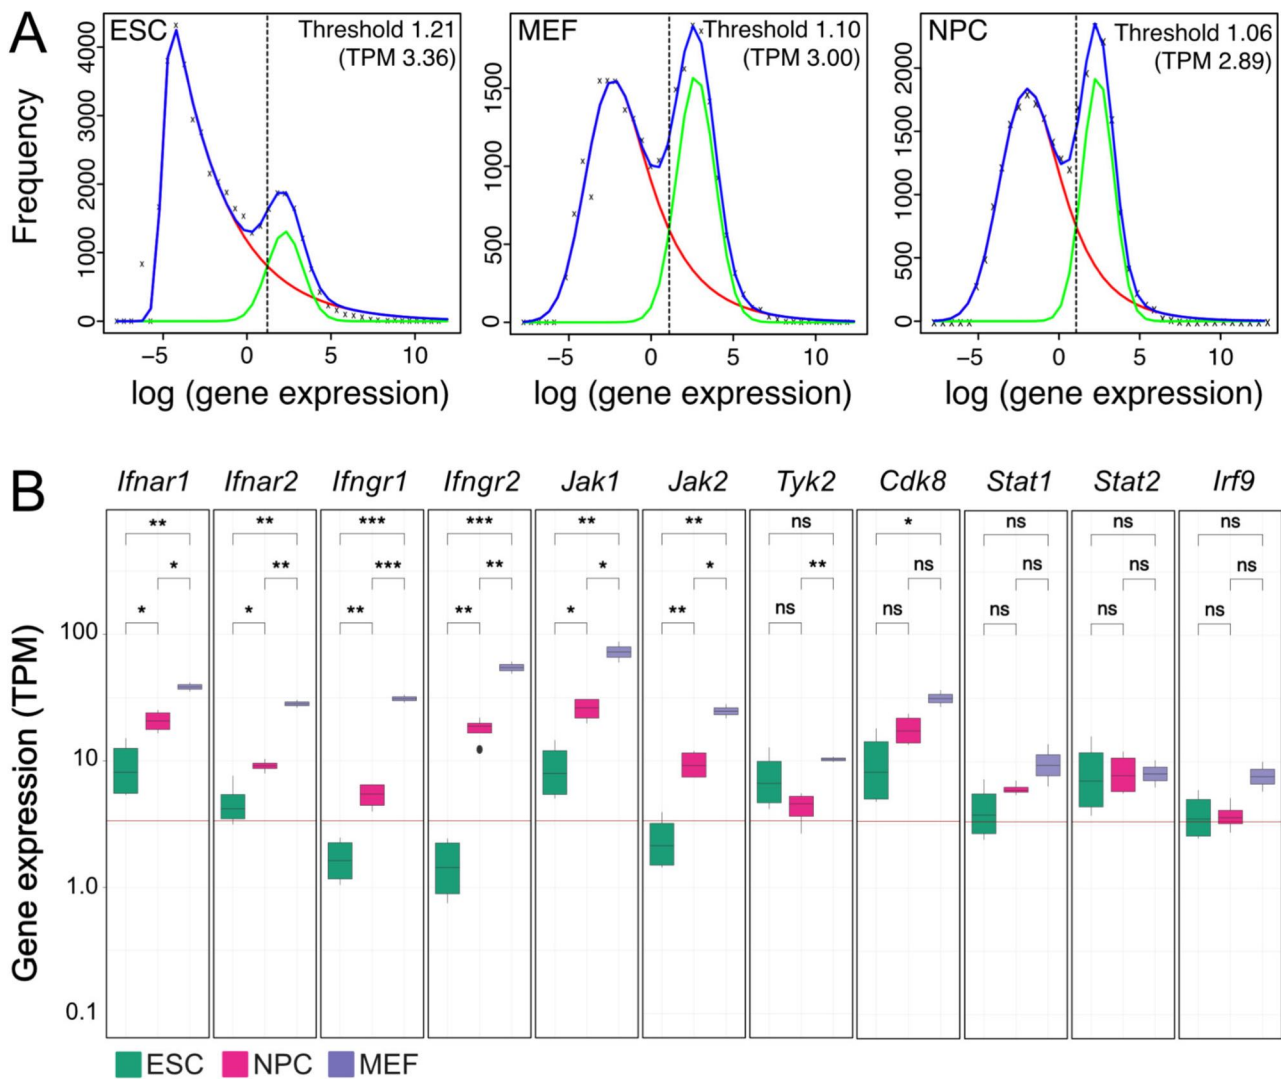 A
ESC
Threshold 1.21
(TPM 3.36)
MEF
Threshold 1.10
(TPM 3.00)
NPC
Threshold 1.06
(TPM 2.89)
Frequency
0 1000 2000 3000 4000
0 500 1000 1500
0 500 1000 1500 2000
−5 0 5 10
−5 0 5 10
−5 0 5 10
log (gene expression)
log (gene expression)
log (gene expression)
B
Ifnar1 Ifnar2 Ifngr1 Ifngr2 Jak1 Jak2 Tyk2 Cdk8 Stat1 Stat2 Irf9
** ** *** *** ** ** ns * ns ns ns
* ** *** ** * * ** ns ns ns ns
* * ** ** * ** ns ns ns ns ns
Gene expression (TPM)
100
10
1.0
0.1
ESC NPC MEF